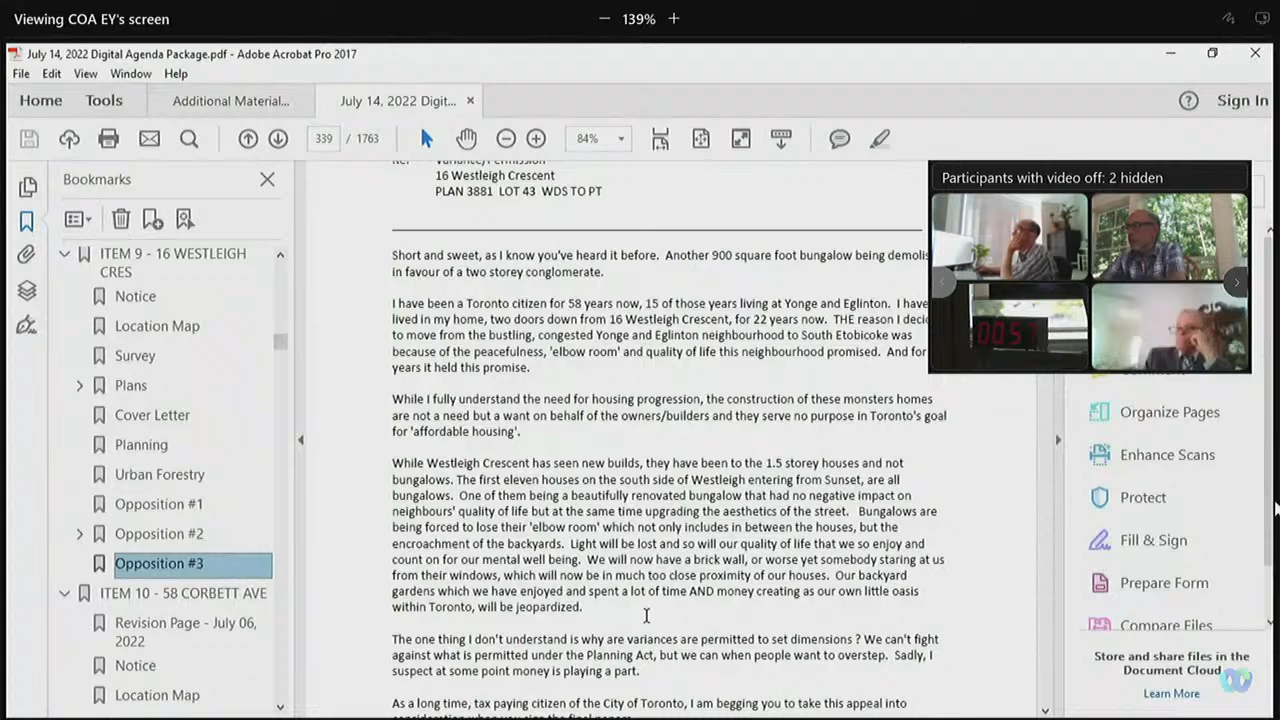 Viewing COA EY's screen
139%
July 14, 2022 Digital Agenda Package.pdf - Adobe Acrobat Pro 2017
File Edit View Window Help
Home Tools Additional Material... July 14, 2022 Digit... Sign In
339 / 1763 84%
Bookmarks
ITEM 9 - 16 WESTLEIGH
CRES
Notice
Location Map
Survey
Plans
Cover Letter
Planning
Urban Forestry
Opposition #1
Opposition #2
Opposition #3
ITEM 10 - 58 CORBETT AVE
Revision Page - July 06,
2022
Notice
Location Map
Re: Variance/Permission
16 Westleigh Crescent
PLAN 3881 LOT 43 WDS TO PT
Short and sweet, as I know you've heard it before. Another 900 square foot bungalow being demolis
in favour of a two storey conglomerate.
I have been a Toronto citizen for 58 years now, 15 of those years living at Yonge and Eglinton. I have
lived in my home, two doors down from 16 Westleigh Crescent, for 22 years now. THE reason I deci
to move from the bustling, congested Yonge and Eglinton neighbourhood to South Etobicoke was
because of the peacefulness, 'elbow room' and quality of life this neighbourhood promised. And for
years it held this promise.
While I fully understand the need for housing progression, the construction of these monsters homes
are not a need but a want on behalf of the owners/builders and they serve no purpose in Toronto's goal
for 'affordable housing'.
While Westleigh Crescent has seen new builds, they have been to the 1.5 storey houses and not
bungalows. The first eleven houses on the south side of Westleigh entering from Sunset, are all
bungalows. One of them being a beautifully renovated bungalow that had no negative impact on
neighbours' quality of life but at the same time upgrading the aesthetics of the street. Bungalows are
being forced to lose their 'elbow room' which not only includes in between the houses, but the
encroachment of the backyards. Light will be lost and so will our quality of life that we so enjoy and
count on for our mental well being. We will now have a brick wall, or worse yet somebody staring at us
from their windows, which will now be in much too close proximity of our houses. Our backyard
gardens which we have enjoyed and spent a lot of time AND money creating as our own little oasis
within Toronto, will be jeopardized.
The one thing I don't understand is why are variances are permitted to set dimensions ? We can't fight
against what is permitted under the Planning Act, but we can when people want to overstep. Sadly, I
suspect at some point money is playing a part.
As a long time, tax paying citizen of the City of Toronto, I am begging you to take this appeal into
Participants with video off: 2 hidden
00:57
Organize Pages
Enhance Scans
Protect
Fill & Sign
Prepare Form
Compare Files
Store and share files in the
Document Cloud
Learn More